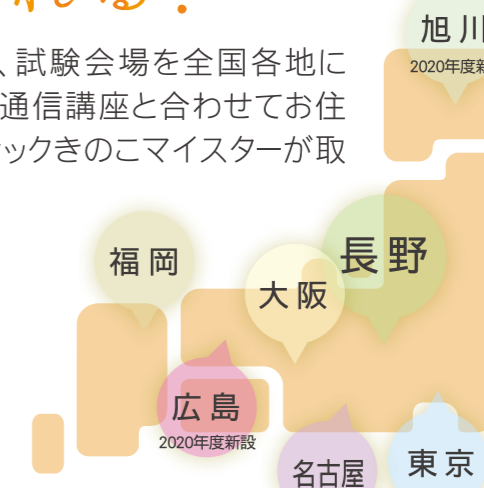 れる！
、試験会場を全国各地に
通信講座と合わせてお住
ックきのこマイスターが取
旭川
2020年度新
長野
福岡
大阪
広島
2020年度新設
名古屋
東京